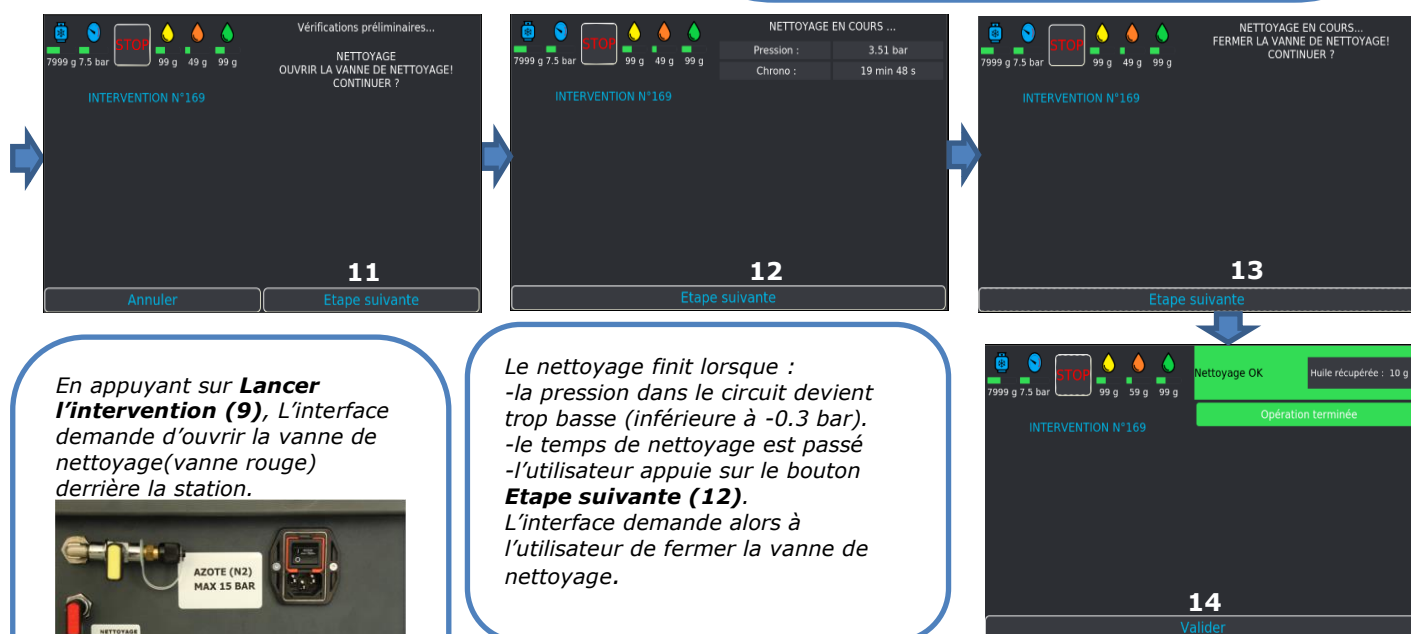 Vérifications préliminaires...
STOP
7999 g 7.5 bar 99 g 49 g 99 g
NETTOYAGE
OUVRIR LA VANNE DE NETTOYAGE!
CONTINUER ?
INTERVENTION N°169
11
Annuler
Etape suivante
NETTOYAGE EN COURS ...
STOP
7999 g 7.5 bar 99 g 49 g 99 g
Pression : 3.51 bar
Chrono : 19 min 48 s
INTERVENTION N°169
12
Etape suivante
NETTOYAGE EN COURS...
FERMER LA VANNE DE NETTOYAGE!
CONTINUER ?
STOP
7999 g 7.5 bar 99 g 49 g 99 g
INTERVENTION N°169
13
Etape suivante
En appuyant sur Lancer
l’intervention (9), L’interface
demande d’ouvrir la vanne de
nettoyage(vanne rouge)
derrière la station.
AZOTE (N2)
MAX 15 BAR
NETTOYAGE
Le nettoyage finit lorsque :
-la pression dans le circuit devient
trop basse (inférieure à -0.3 bar).
-le temps de nettoyage est passé
-l’utilisateur appuie sur le bouton
Etape suivante (12).
L’interface demande alors à
l’utilisateur de fermer la vanne de
nettoyage.
STOP
7999 g 7.5 bar 99 g 59 g 99 g
Nettoyage OK
Huile récupérée : 10 g
Opération terminée
INTERVENTION N°169
14
Valider